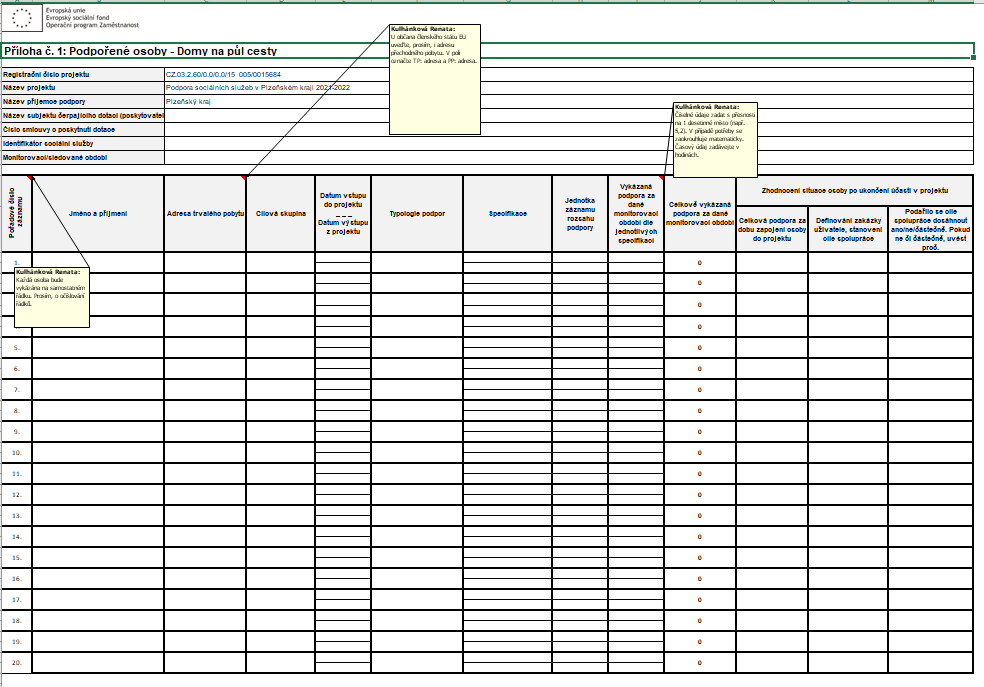 Evropská unie
Evropský sociální fond
Operační program Zaměstnanost
Příloha č. 1: Podpořené osoby - Domy na půl cesty
Registrační číslo projektu
CZ.03.2.60/0.0/0.0/15_005/0015684
Název projektu
Podpora sociálních služeb v Plzeňském kraji 2021-2022
Název příjemce podpory
Plzeňský kraj
Název subjektu čerpajícího dotaci (poskytovatel
Číslo smlouvy o poskytnutí dotace
Identifikátor sociální služby
Monitorovací/sledované období
Kulhánková Renata:
U občana členského státu EU
uveďte, prosím, i adresu
přechodného pobytu. V poli
označte TP: adresa a PP: adresa.
Kulhánková Renata:
Číselné údaje zadat s přesností
na 1 desetinné místo (např.
5,2). V případě potřeby se
zaokrouhluje matematicky.
Časový údaj zadávejte v
hodinách.
Pořadové číslo
záznamu
Jméno a příjmení
Adresa trvalého pobytu
Cílová skupina
Datum vstupu
do projektu
_ _ _
Datum výstupu
z projektu
Typologie podpor
Specifikace
Jednotka
záznamu
rozsahu
podpory
Vykázaná
podpora za
dané
monitorovací
období dle
jednotlivých
specifikací
Celkově vykázaná
podpora za dané
monitorovací období
Zhodnocení situace osoby po ukončení účasti v projektu
Celková podpora za
dobu zapojení osoby
do projektu
Definování zakázky
uživatele, stanovení
cíle spolupráce
Podařilo se cíle
spolupráce dosáhnout
ano/ne/částečně. Pokud
ne či částečně, uvést
proč.
Kulhánková Renata:
Každá osoba bude
vykázána na samostatném
řádku. Prosím, o očíslování
řádků.
1. 0
0
0
0
5. 0
6. 0
7. 0
8. 0
9. 0
10. 0
11. 0
12. 0
13. 0
14. 0
15. 0
16. 0
17. 0
18. 0
19. 0
20. 0